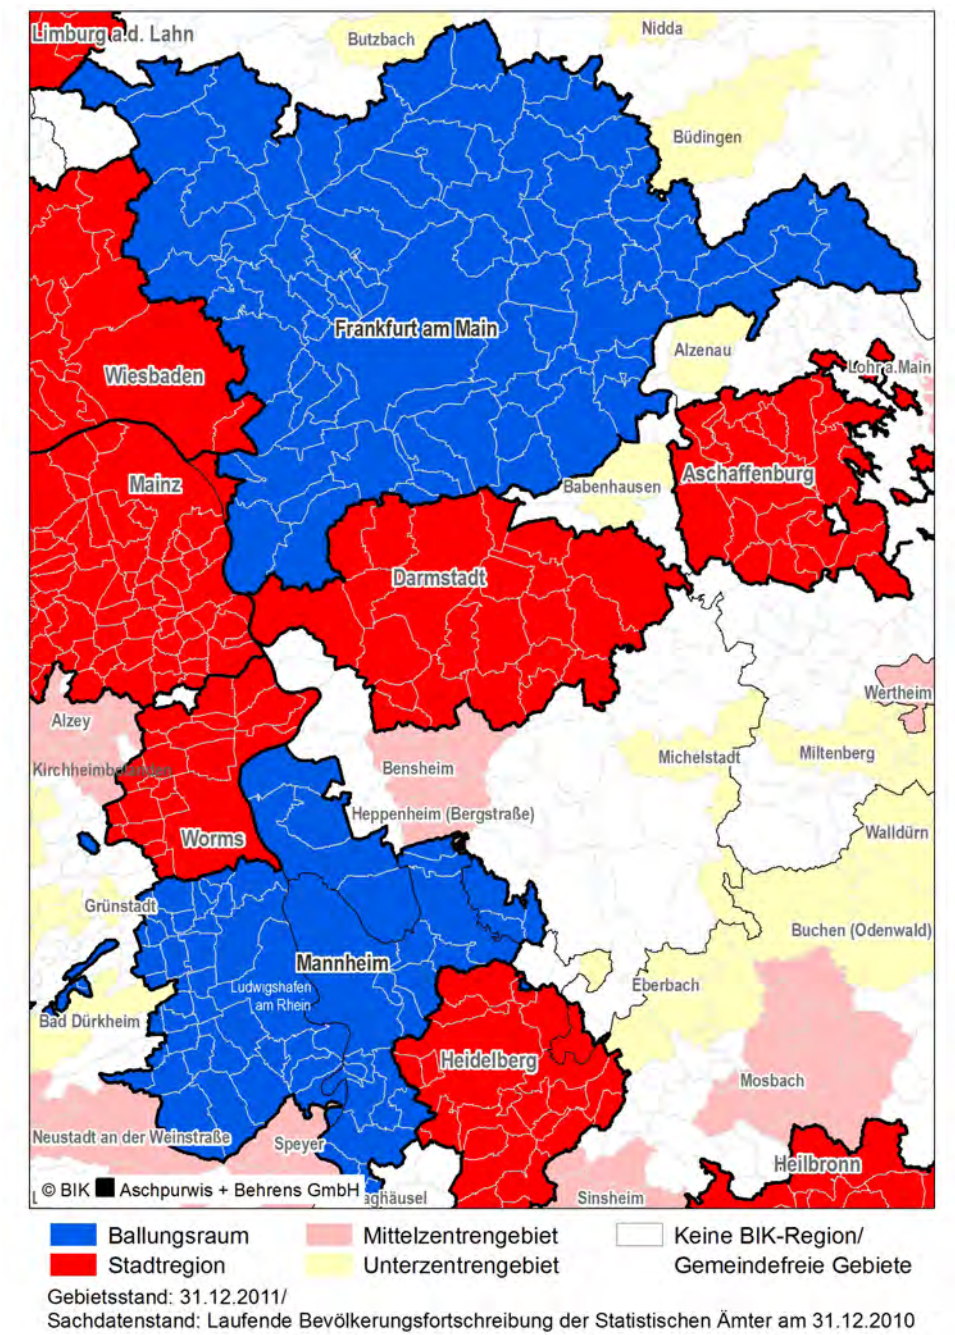 Limburg a.d. Lahn
Butzbach
Nidda
Büdingen
Frankfurt am Main
Alzenau
Lohr a.Main
Wiesbaden
Mainz
Babenhausen
Aschaffenburg
Darmstadt
Wertheim
Alzey
Michelstadt
Miltenberg
Kirchheimbolanden
Bensheim
Heppenheim (Bergstraße)
Walldürn
Worms
Grünstadt
Buchen (Odenwald)
Mannheim
Ludwigshafen
am Rhein
Eberbach
Bad Dürkheim
Heidelberg
Mosbach
Neustadt an der Weinstraße
Speyer
Heilbronn
© BIK Aschpurwis + Behrens GmbH
aghäusel
Sinsheim
Ballungsraum
Mittelzentrengebiet
Keine BIK-Region/
Stadtregion
Unterzentrengebiet
Gemeindefreie Gebiete
Gebietsstand: 31.12.2011/
Sachdatenstand: Laufende Bevölkerungsfortschreibung der Statistischen Ämter am 31.12.2010